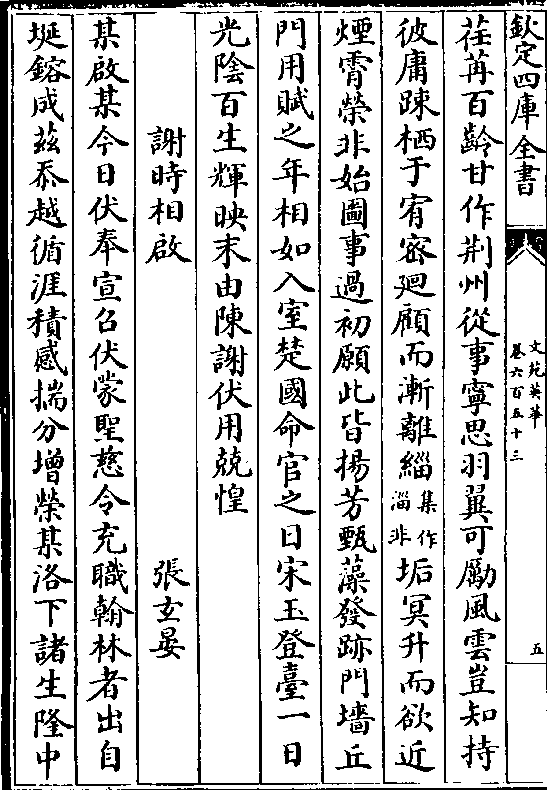 欽定四庫全書
文苑英華
卷六百五十三
五
荏苒百齡甘作荆州從事寧思羽翼可勵風雲豈知持
彼庸踈栖于宥宻廻顧而漸離緇集作淄非垢冥升而欲近
煙霄榮非始圖事過初願此皆揚芳甄藻發跡門墻丘
門用賦之年相如入室楚國命官之日宋玉登臺一日
光陰百生輝映末由陳謝伏用兢惶
謝時相啟
張玄晏
某啟某今日伏奉宣召伏蒙聖慈令充職翰林者出自
埏鎔成兹忝越循涯積感揣分增榮某洛下諸生隆中